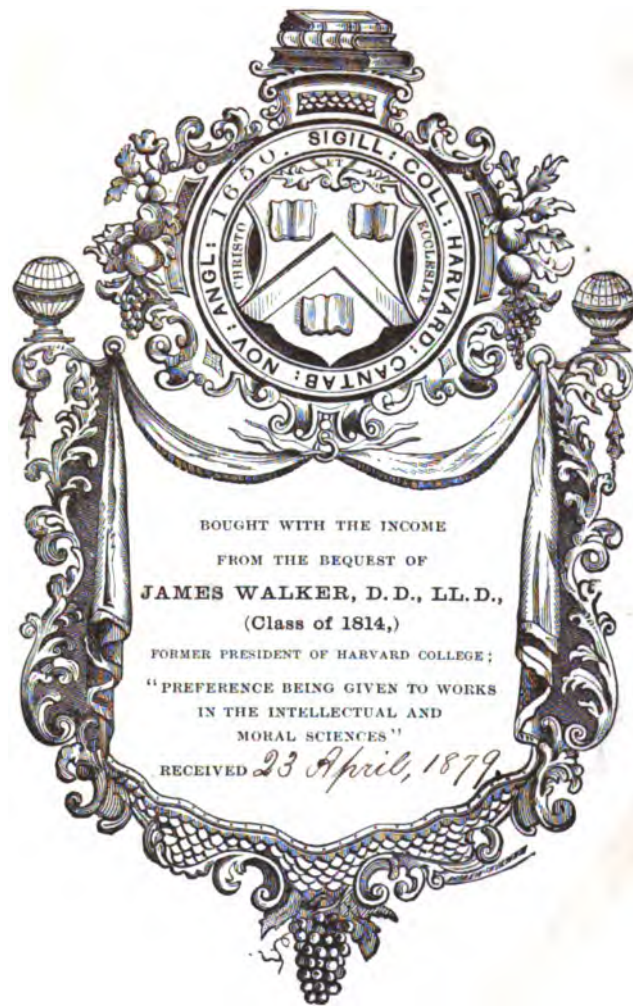 SIGILL : COLL : HARVARD : CANTAB : NOV : ANGL : 1650.
CHRISTO
ET
ECCLESIAE
BOUGHT WITH THE INCOME
FROM THE BEQUEST OF
JAMES WALKER, D.D., LL.D.,
(Class of 1814,)
FORMER PRESIDENT OF HARVARD COLLEGE;
"PREFERENCE BEING GIVEN TO WORKS
IN THE INTELLECTUAL AND
MORAL SCIENCES"
RECEIVED 23 April, 1879.